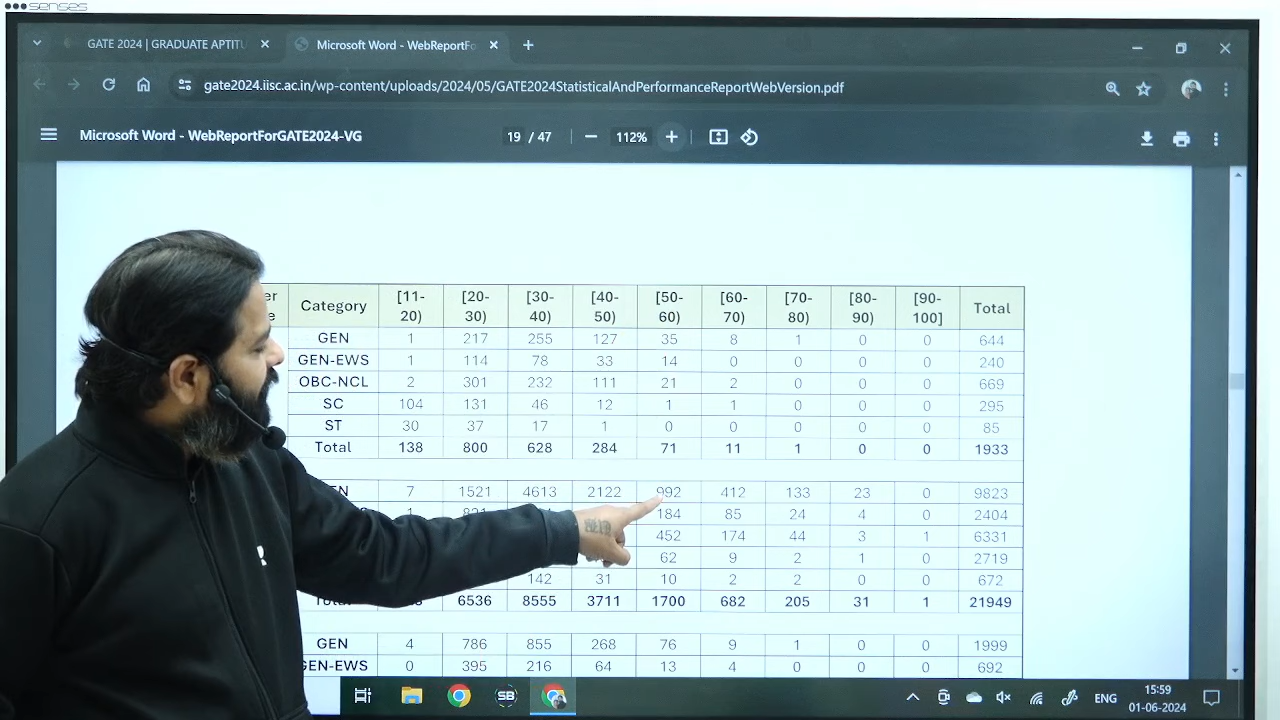 senses
GATE 2024 | GRADUATE APTITU
Microsoft Word - WebReportFo
gate2024.iisc.ac.in/wp-content/uploads/2024/05/GATE2024StatisticalAndPerformanceReportWebVersion.pdf
Microsoft Word - WebReportForGATE2024-VG 19 / 47 112%
er e Category [11-20) [20-30) [30-40) [40-50) [50-60) [60-70) [70-80) [80-90) [90-100] Total
GEN 1 217 255 127 35 8 1 0 0 644
GEN-EWS 1 114 78 33 14 0 0 0 0 240
OBC-NCL 2 301 232 111 21 2 0 0 0 669
SC 104 131 46 12 1 1 0 0 0 295
ST 30 37 17 1 0 0 0 0 0 85
Total 138 800 628 284 71 11 1 0 0 1933
EN 7 1521 4613 2122 992 412 133 23 0 9823
184 85 24 4 0 2404
452 174 44 3 1 6331
62 9 2 1 0 2719
142 31 10 2 2 0 0 672
Total 6536 8555 3711 1700 682 205 31 1 21949
GEN 4 786 855 268 76 9 1 0 0 1999
GEN-EWS 0 395 216 64 13 4 0 0 0 692
SB
ENG
15:59
01-06-2024